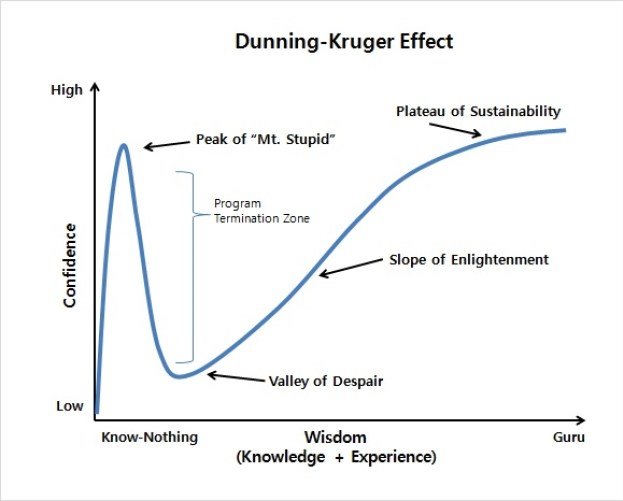 Dunning-Kruger Effect
High
Plateau of Sustainability
Peak of “Mt. Stupid”
Program
Termination Zone
Confidence
Slope of Enlightenment
Valley of Despair
Low
Know-Nothing
Wisdom
Guru
(Knowledge + Experience)